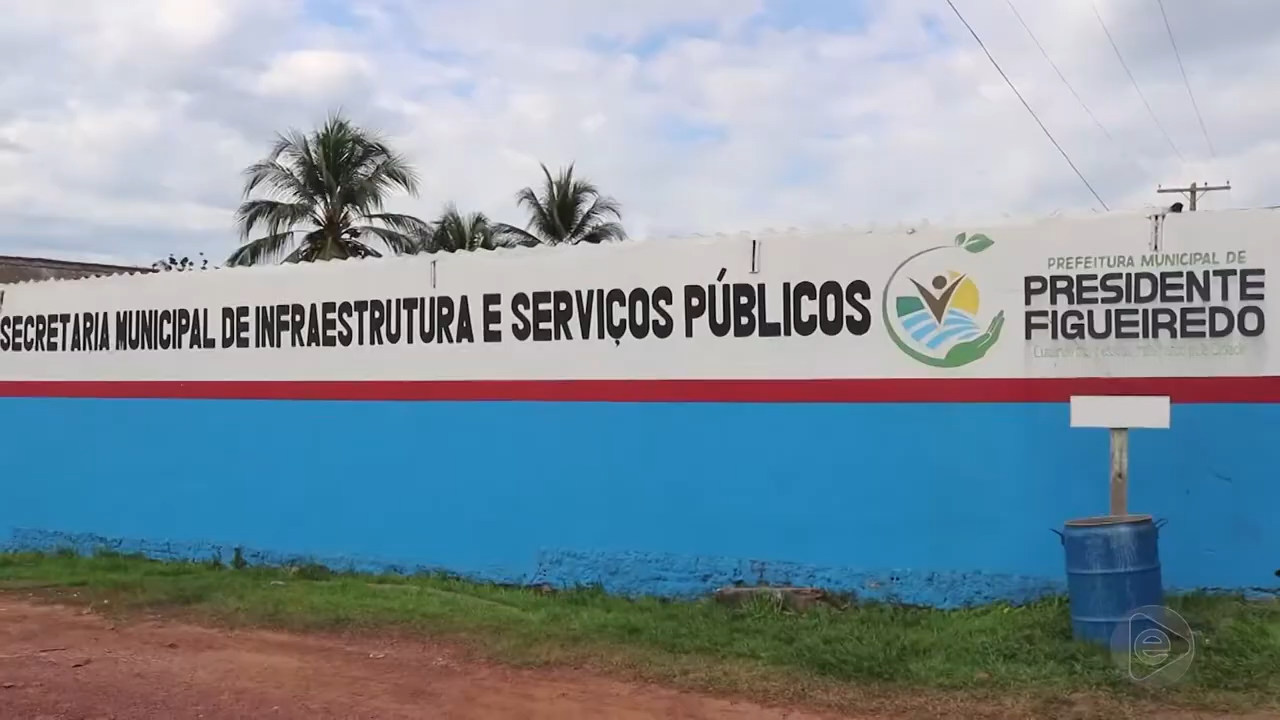 SECRETARIA MUNICIPAL DE INFRAESTRUTURA E SERVIÇOS PÚBLICOS
PREFEITURA MUNICIPAL DE
PRESIDENTE
FIGUEIREDO
e